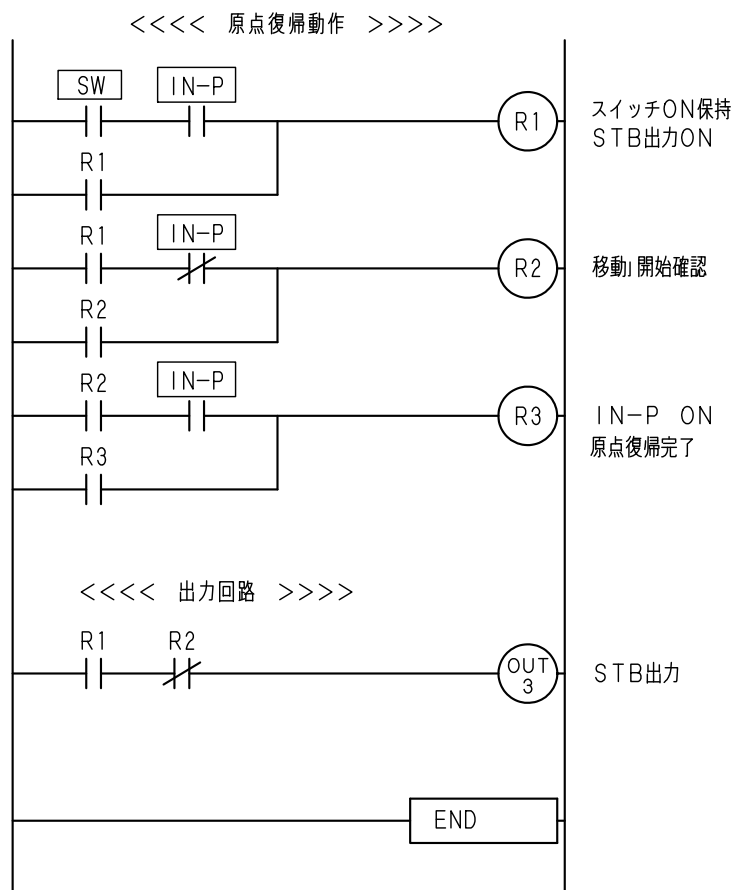 <<<< 原点復帰動作 >>>>
SW IN-P
R1 スイッチON保持
STB出力ON
R1
R1 IN-P
R2 移動」開始確認
R2
R2 IN-P
R3 IN-P ON
原点復帰完了
R3
<<<< 出力回路 >>>>
R1 R2
OUT 3 STB出力
END